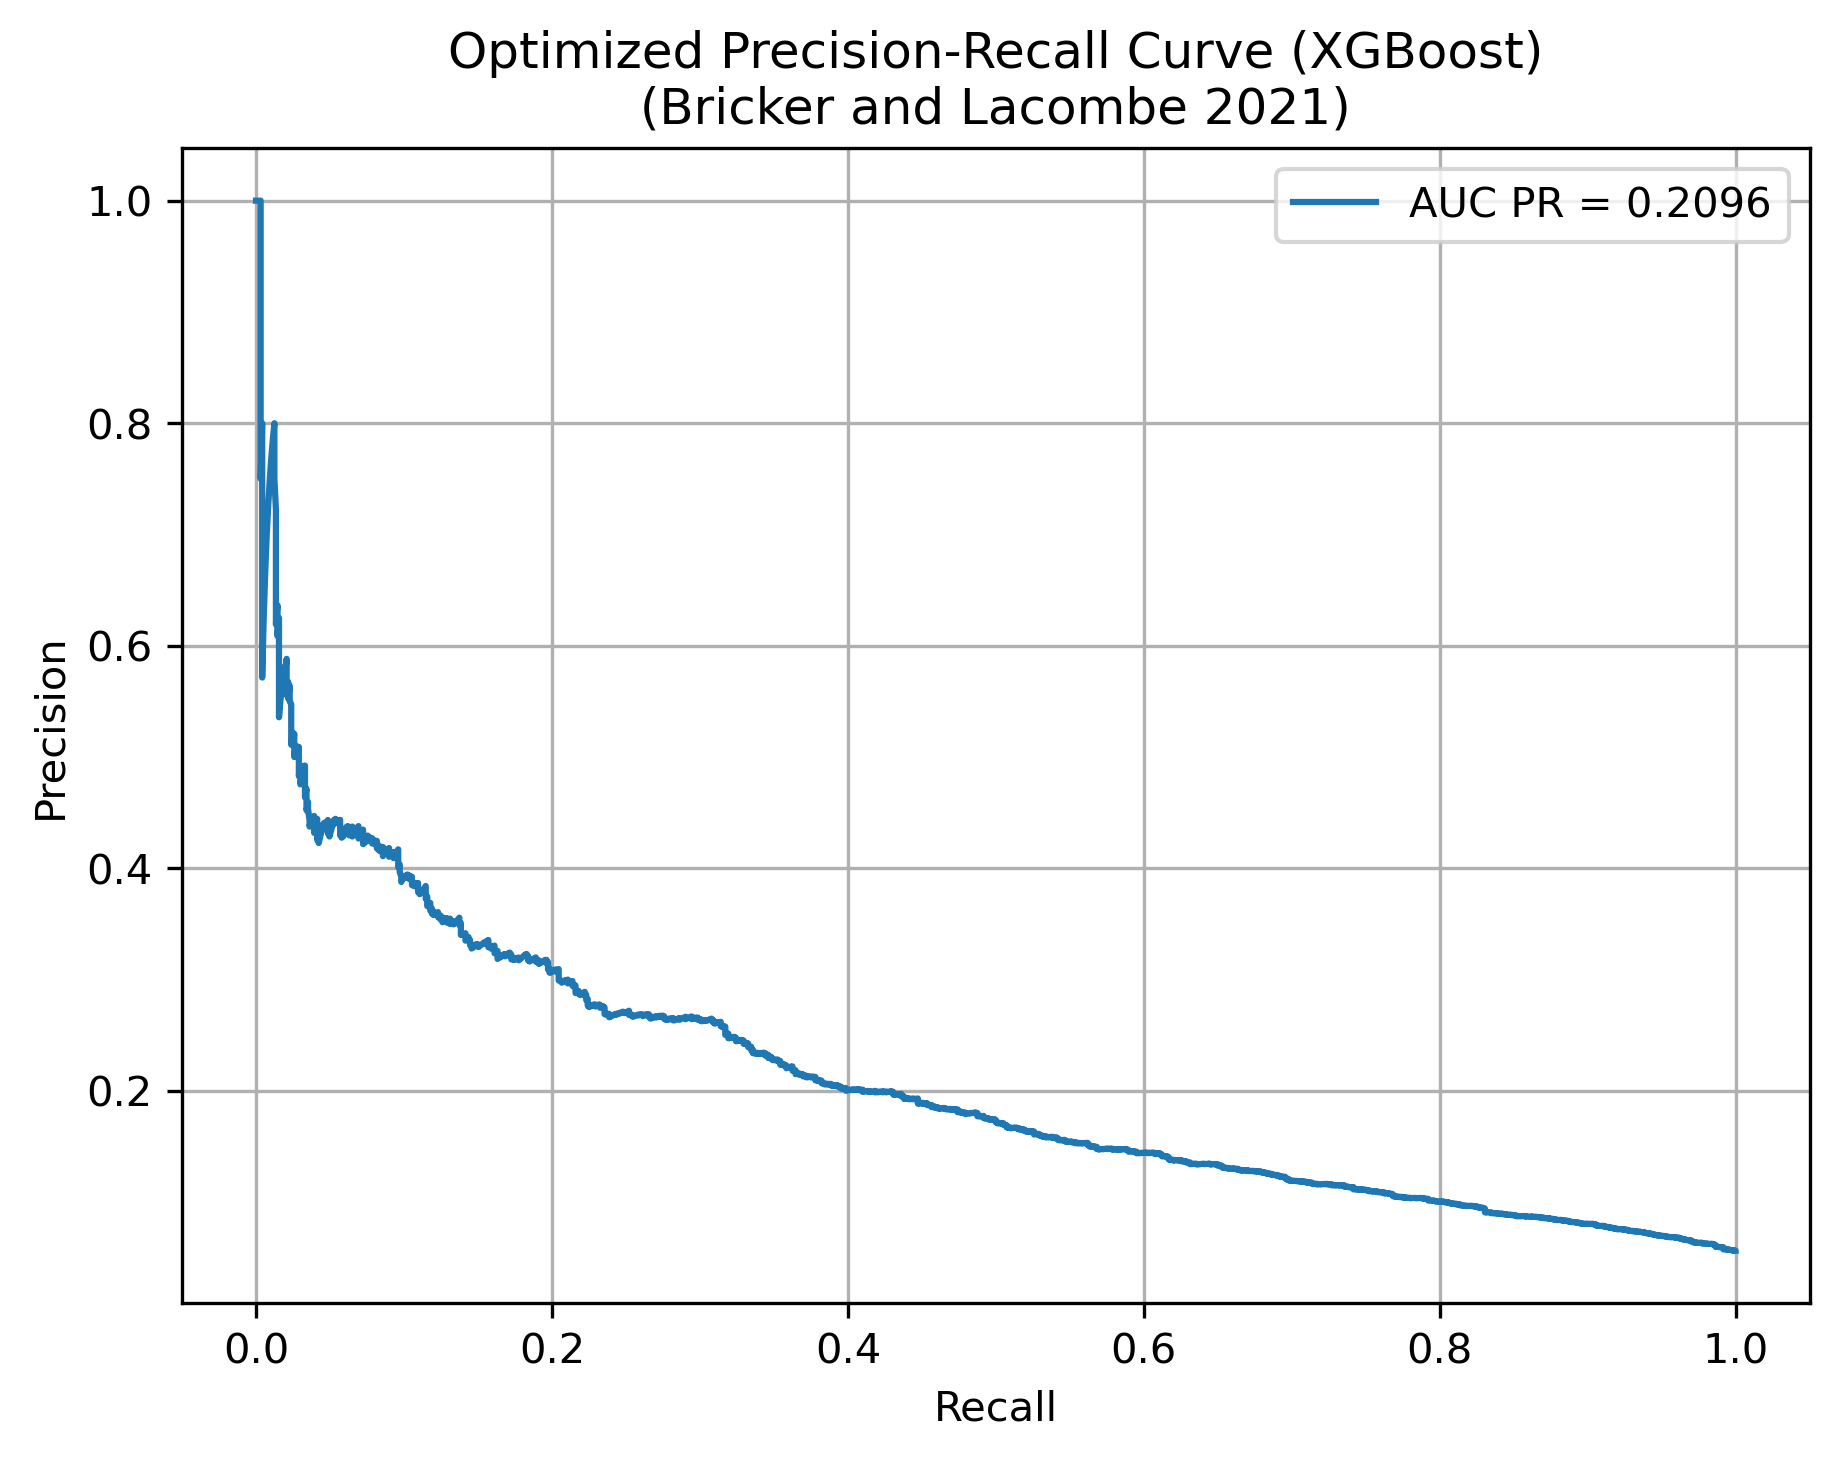 Optimized Precision-Recall Curve (XGBoost)
(Bricker and Lacombe 2021)
AUC PR = 0.2096
1.0
0.8
0.6
0.4
0.2
Precision
0.0
0.2
0.4
0.6
0.8
1.0
Recall